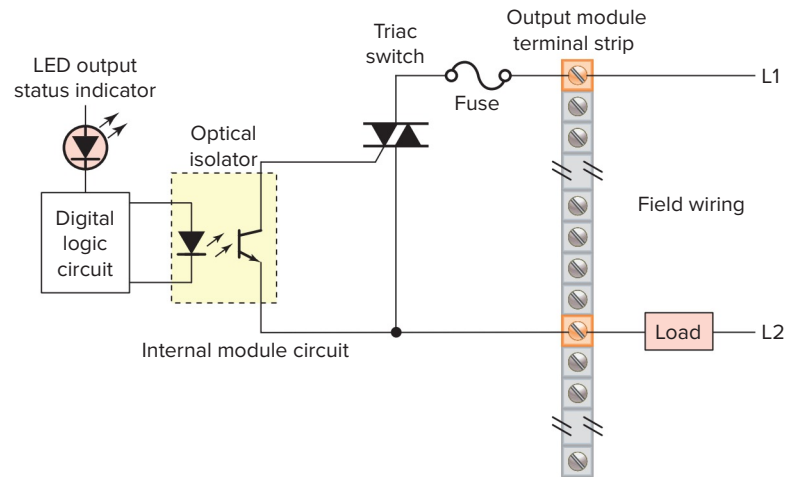 Output module
terminal strip
Triac
switch
L1
LED output
status indicator
Fuse
Optical
isolator
Digital
logic
circuit
Field wiring
Load
L2
Internal module circuit